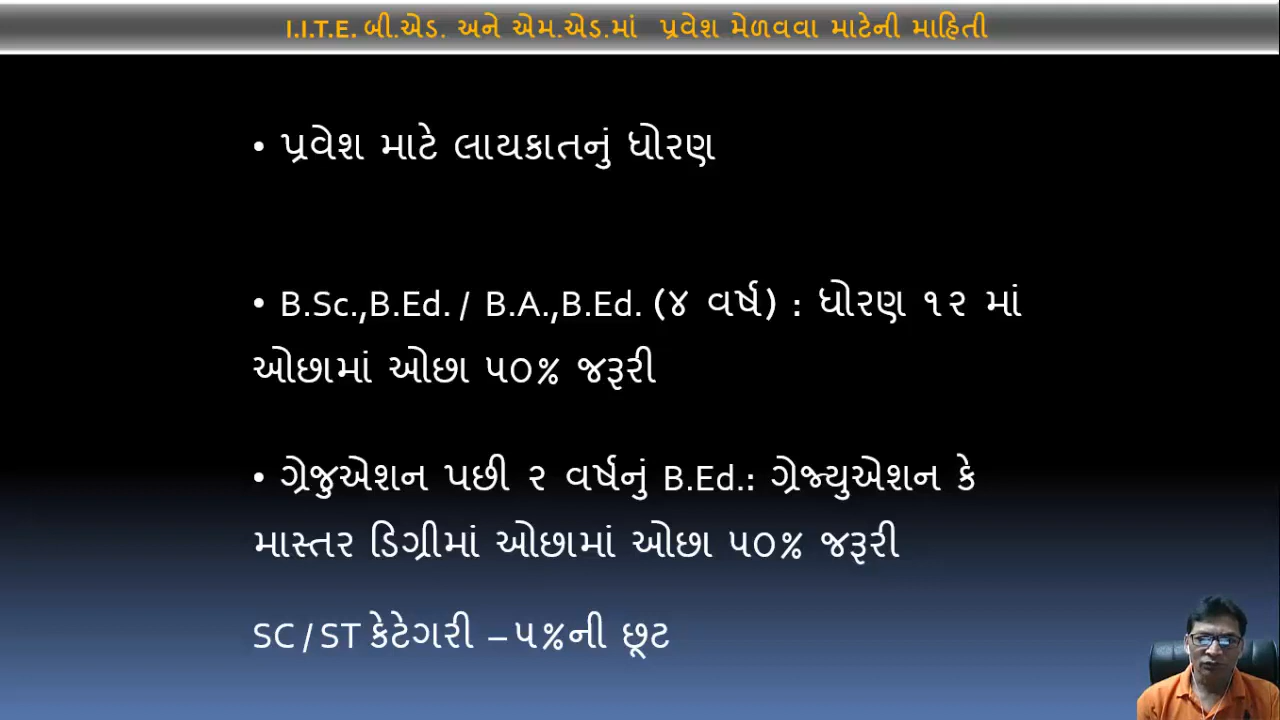 I.I.T.E. બી.એડ. અને એમ.એડ.માં પ્રવેશ મેળવવા માટેની માહિતી
• પ્રવેશ માટે લાયકાતનું ધોરણ
• B.Sc.,B.Ed. / B.A.,B.Ed. (૪ વર્ષ) : ધોરણ ૧૨ માં
ઓછામાં ઓછા ૫૦% જરૂરી
• ગ્રેજુએશન પછી ૨ વર્ષનું B.Ed.: ગ્રેજ્યુએશન કે
માસ્તર ડિગ્રીમાં ઓછામાં ઓછા ૫૦% જરૂરી
SC / ST કેટેગરી – ૫%ની છૂટ